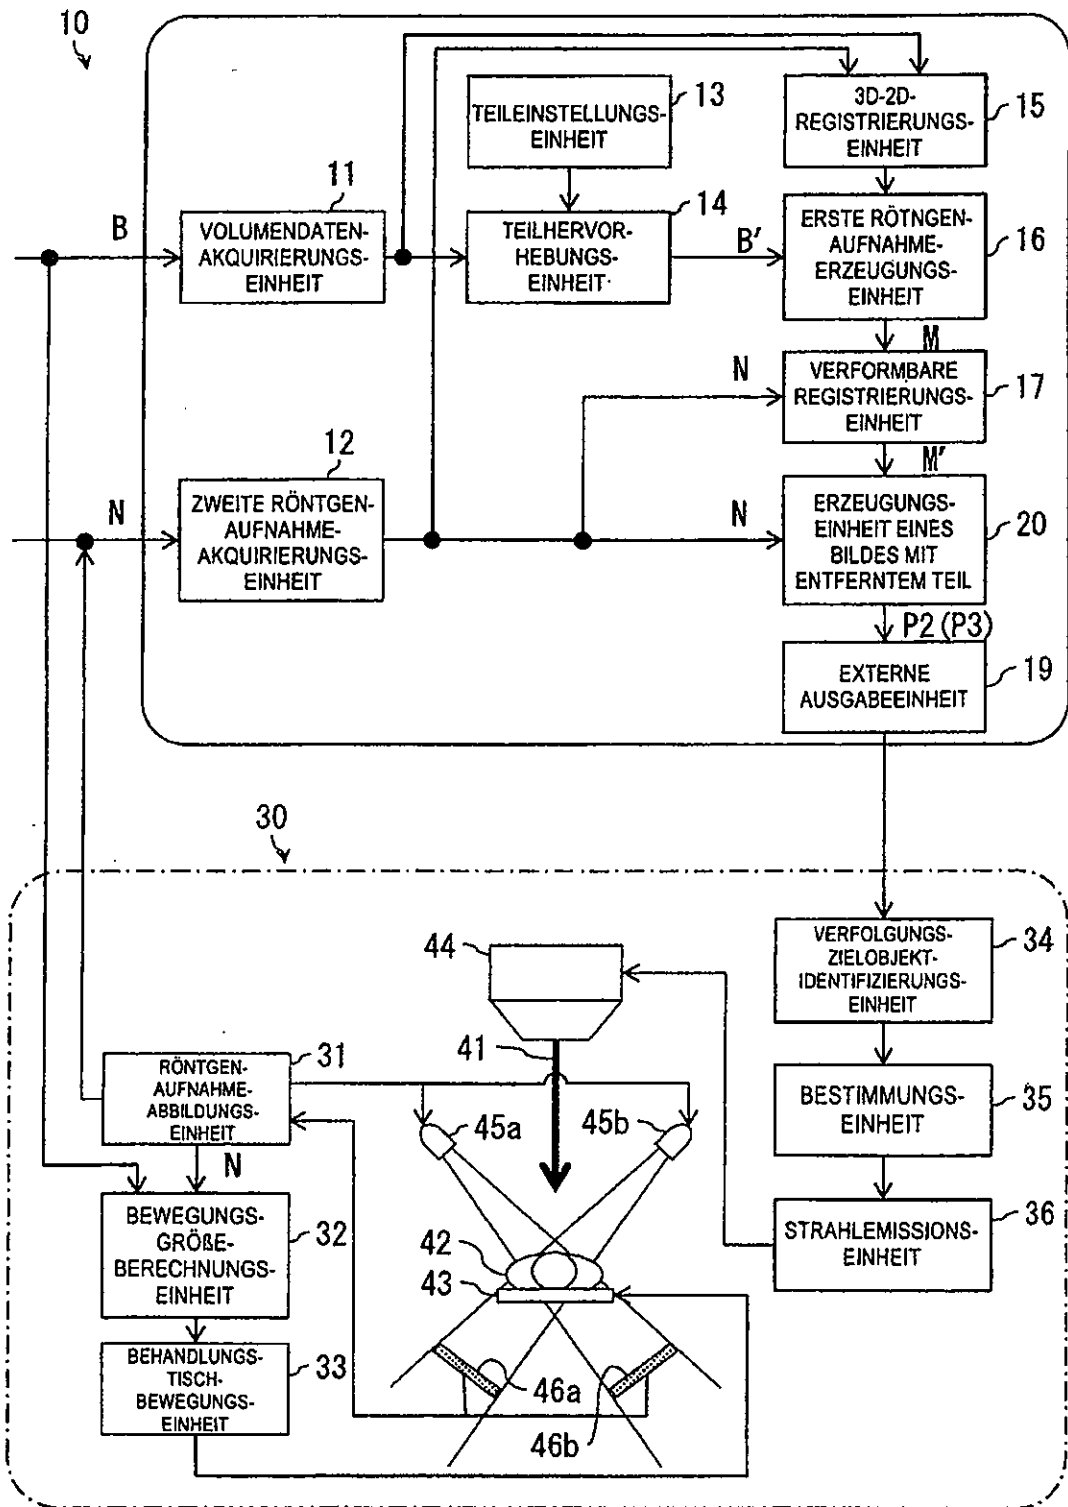 10
TEILEINSTELLUNGS-
EINHEIT
13
3D-2D-
REGISTRIERUNGS-
EINHEIT
15
B
VOLUMENDATEN-
AKQUIRIERUNGS-
EINHEIT
11
TEILHERVOR-
HEBUNGS-
EINHEIT
14
B'
ERSTE RÖTNGEN-
AUFNAHME-
ERZEUGUNGS-
EINHEIT
16
M
N
VERFORMBARE
REGISTRIERUNGS-
EINHEIT
17
M'
N
ZWEITE RÖNTGEN-
AUFNAHME-
AKQUIRIERUNGS-
EINHEIT
12
N
ERZEUGUNGS-
EINHEIT EINES
BILDES MIT
ENTFERNTEM TEIL
20
P2 (P3)
EXTERNE
AUSGABEEINHEIT
19
30
VERFOLGUNGS-
ZIELOBJEKT-
IDENTIFIZIERUNGS-
EINHEIT
34
44
41
RÖNTGEN-
AUFNAHME-
ABBILDUNGS-
EINHEIT
31
BESTIMMUNGS-
EINHEIT
35
45a
45b
N
BEWEGUNGS-
GRÖßE-
BERECHNUNGS-
EINHEIT
32
42
43
STRAHLEMISSIONS-
EINHEIT
36
BEHANDLUNGS-
TISCH-
BEWEGUNGS-
EINHEIT
33
46a
46b